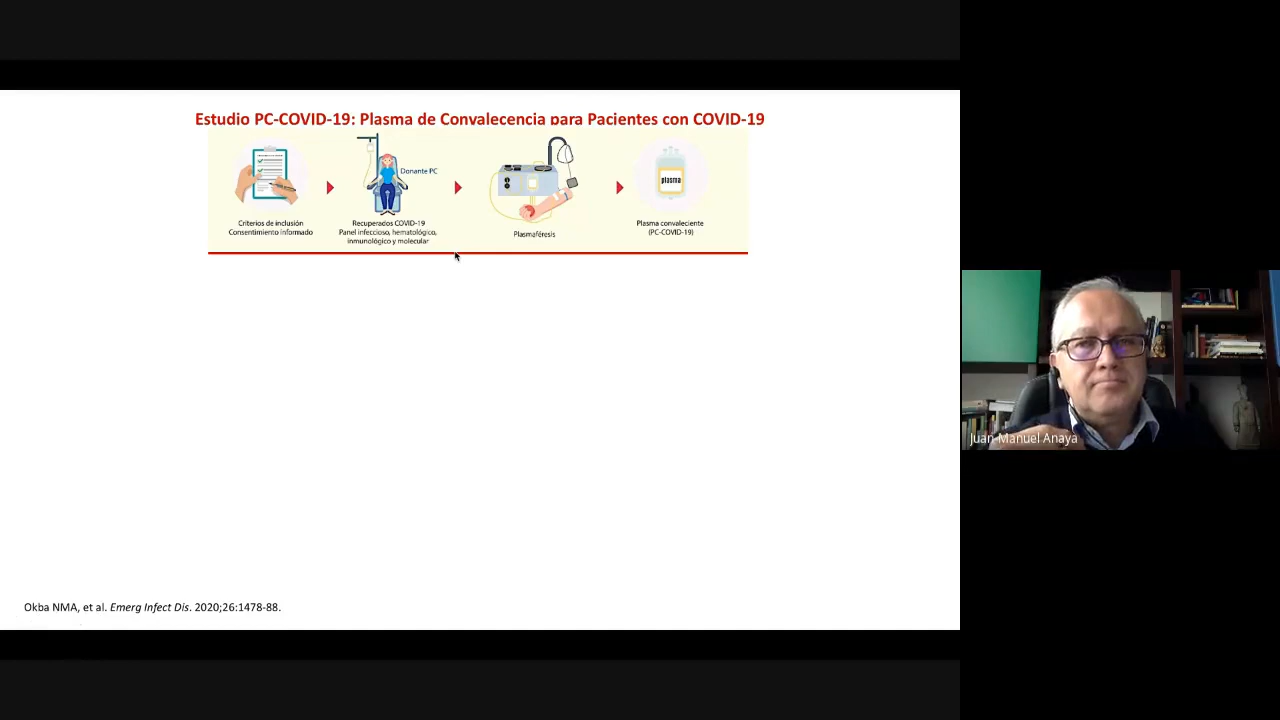 Estudio PC-COVID-19: Plasma de Convalecencia para Pacientes con COVID-19
Donante PC
plasma
Criterios de inclusión
Consentimiento informado
Recuperados COVID-19
Panel infeccioso, hematológico,
inmunológico y molecular
Plasmaféresis
Plasma convaleciente
(PC-COVID-19)
Juan Manuel Anaya
Okba NMA, et al. Emerg Infect Dis. 2020;26:1478-88.